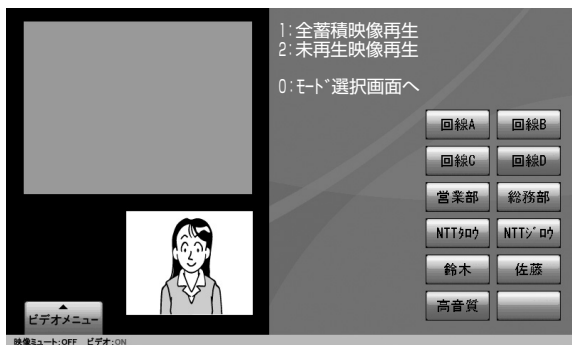 1:全蓄積映像再生
2:未再生映像再生
0:ﾓｰﾄﾞ選択画面へ
回線A 回線B
回線C 回線D
営業部 総務部
NTTﾀﾛｳ NTTｼﾞﾛｳ
鈴木 佐藤
高音質
ビデオメニュー
映像ミュート:OFF ビデオ:ON